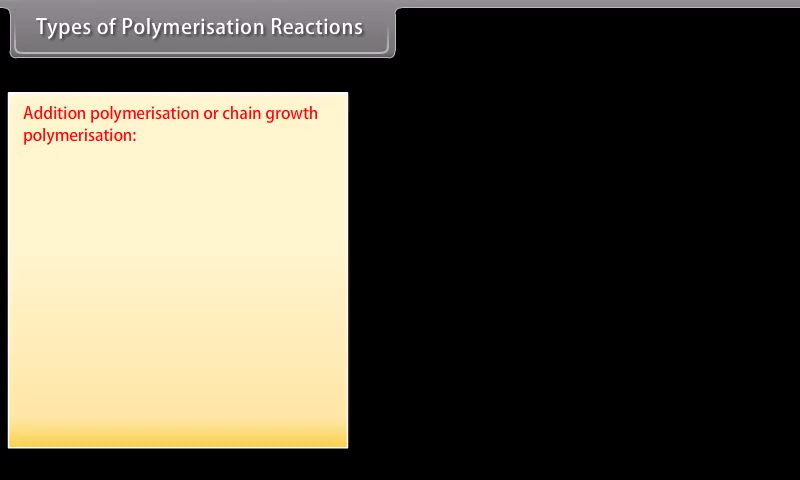 Types of Polymerisation Reactions
Addition polymerisation or chain growth
polymerisation: